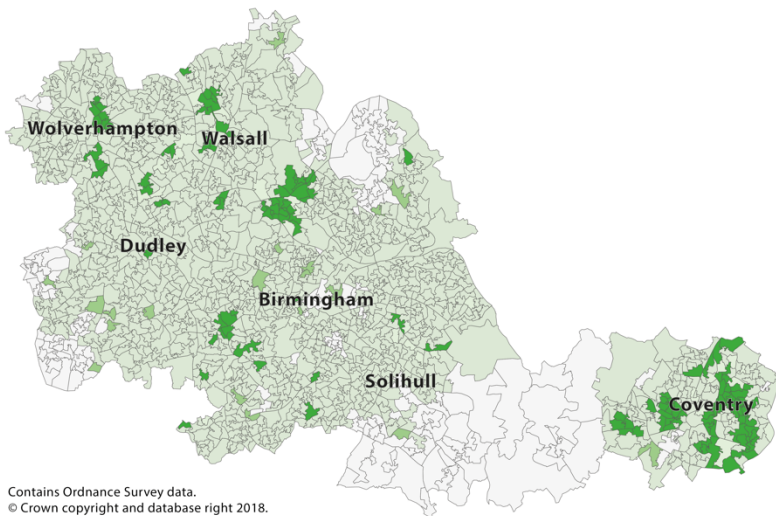 Wolverhampton
Walsall
Dudley
Birmingham
Solihull
Coventry
Contains Ordnance Survey data.
© Crown copyright and database right 2018.